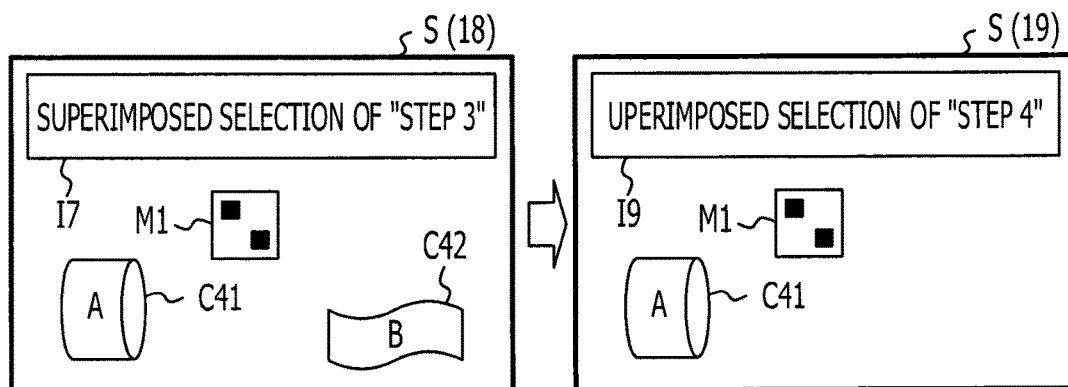 S (18)
SUPERIMPOSED SELECTION OF "STEP 3"
I7
M1
C42
A
C41
B
S (19)
UPERIMPOSED SELECTION OF "STEP 4"
I9
M1
A
C41